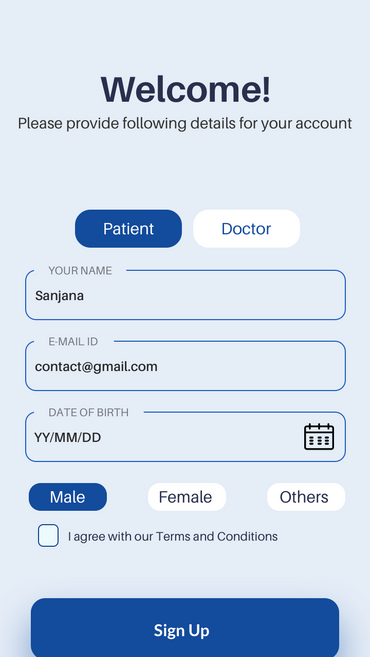 Welcome!
Please provide following details for your account
Patient
Doctor
YOUR NAME
Sanjana
E-MAIL ID
contact@gmail.com
DATE OF BIRTH
YY/MM/DD
Male
Female
Others
I agree with our Terms and Conditions
Sign Up